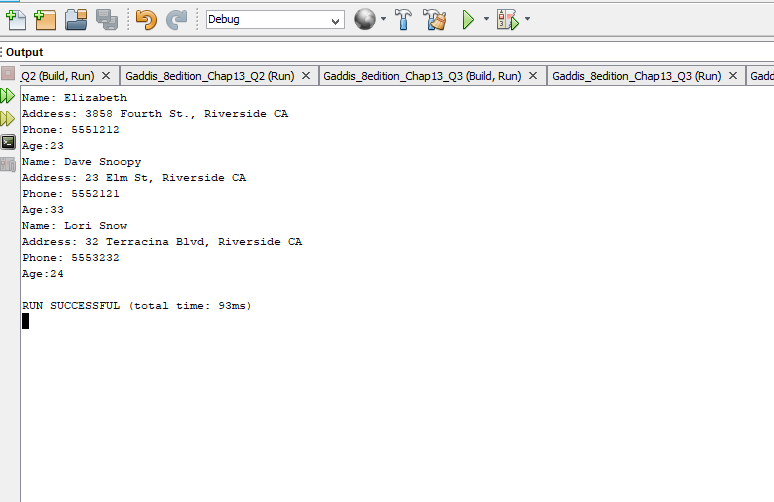 Debug
Output
Q2 (Build, Run)
Gaddis_8edition_Chap13_Q2 (Run)
Gaddis_8edition_Chap13_Q3 (Build, Run)
Gaddis_8edition_Chap13_Q3 (Run)
Gadd
Name: Elizabeth
Address: 3858 Fourth St., Riverside CA
Phone: 5551212
Age:23
Name: Dave Snoopy
Address: 23 Elm St, Riverside CA
Phone: 5552121
Age:33
Name: Lori Snow
Address: 32 Terracina Blvd, Riverside CA
Phone: 5553232
Age:24
RUN SUCCESSFUL (total time: 93ms)